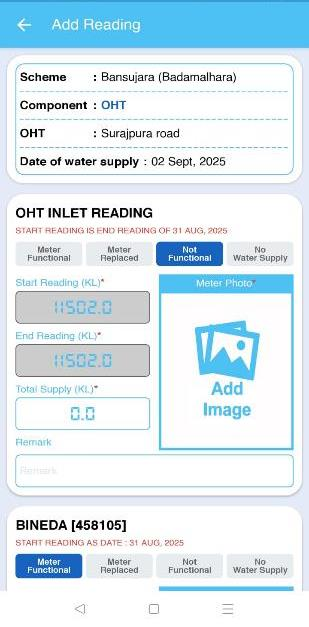 Add Reading
Scheme : Bansujara (Badamalhara)
Component : OHT
OHT : Surajpura road
Date of water supply : 02 Sept, 2025
OHT INLET READING
START READING IS END READING OF 31 AUG, 2025
Meter Functional
Meter Replaced
Not Functional
No Water Supply
Start Reading (KL)*
11502.0
End Reading (KL)*
11502.0
Total Supply (KL)*
0.0
Meter Photo*
Add
Image
Remark
Remark
BINEDA [458105]
START READING AS DATE : 31 AUG, 2025
Meter Functional
Meter Replaced
Not Functional
No Water Supply